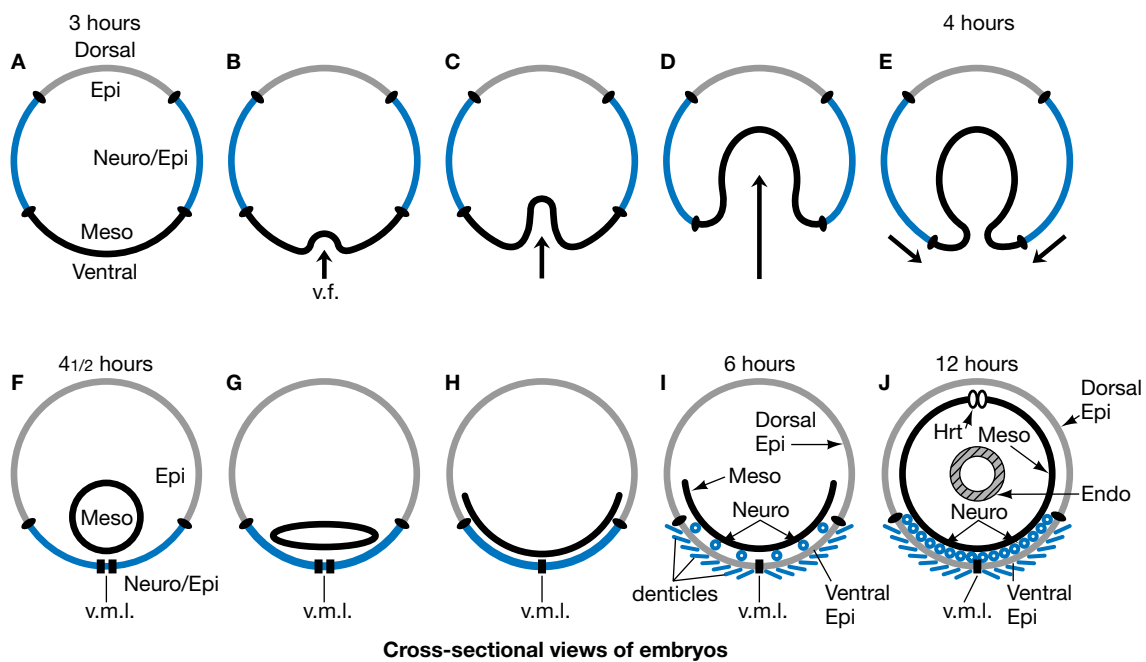 3 hours
4 hours
Dorsal
A
B
C
D
E
Epi
Neuro/Epi
Meso
Ventral
v.f.
4 1/2 hours
6 hours
12 hours
F
G
H
I
J
Dorsal
Epi
Dorsal
Epi
Hrt
Meso
Epi
Meso
Meso
Endo
Neuro
Neuro
Neuro/Epi
denticles
Ventral
Epi
Ventral
Epi
v.m.l.
v.m.l.
v.m.l.
v.m.l.
v.m.l.
Cross-sectional views of embryos